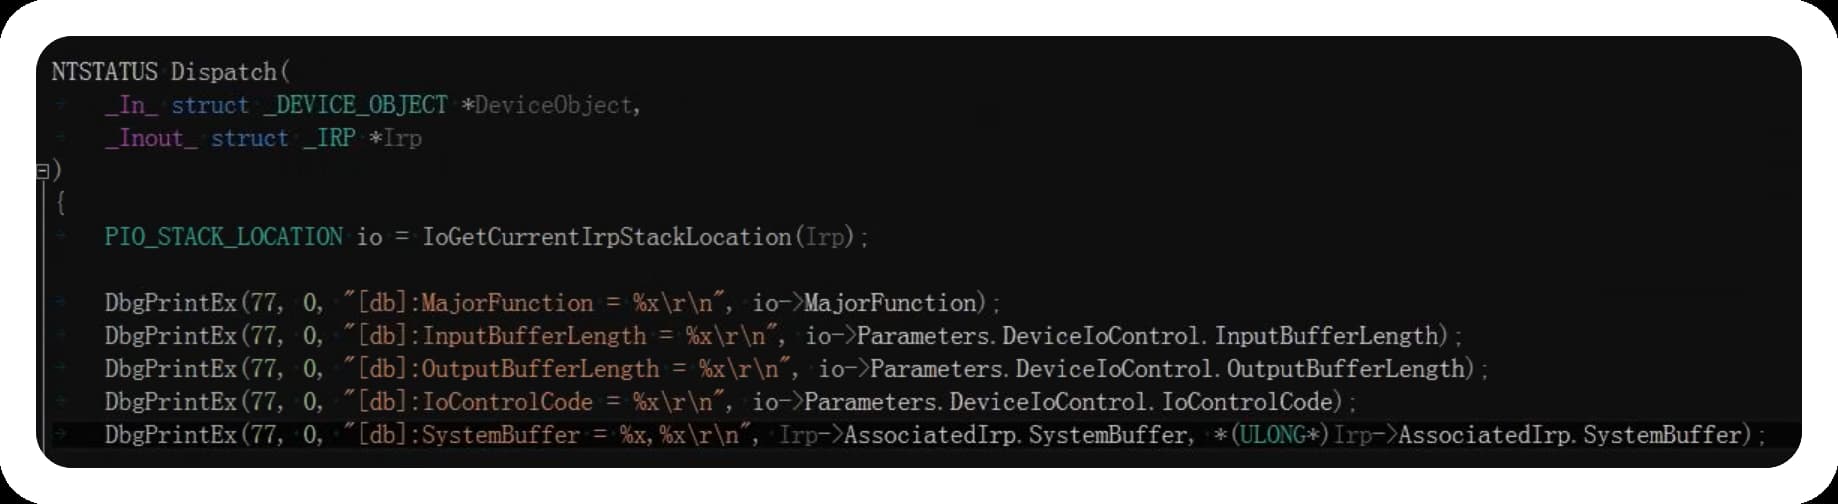 NTSTATUS Dispatch(
_In_ struct _DEVICE_OBJECT *DeviceObject,
_Inout_ struct _IRP *Irp
)
{
PIO_STACK_LOCATION io = IoGetCurrentIrpStackLocation(Irp);
DbgPrintEx(77, 0, "[db]:MajorFunction = %x\r\n", io->MajorFunction);
DbgPrintEx(77, 0, "[db]:InputBufferLength = %x\r\n", io->Parameters.DeviceIoControl.InputBufferLength);
DbgPrintEx(77, 0, "[db]:OutputBufferLength = %x\r\n", io->Parameters.DeviceIoControl.OutputBufferLength);
DbgPrintEx(77, 0, "[db]:IoControlCode = %x\r\n", io->Parameters.DeviceIoControl.IoControlCode);
DbgPrintEx(77, 0, "[db]:SystemBuffer = %x,%x\r\n", Irp->AssociatedIrp.SystemBuffer, *(ULONG*)Irp->AssociatedIrp.SystemBuffer);